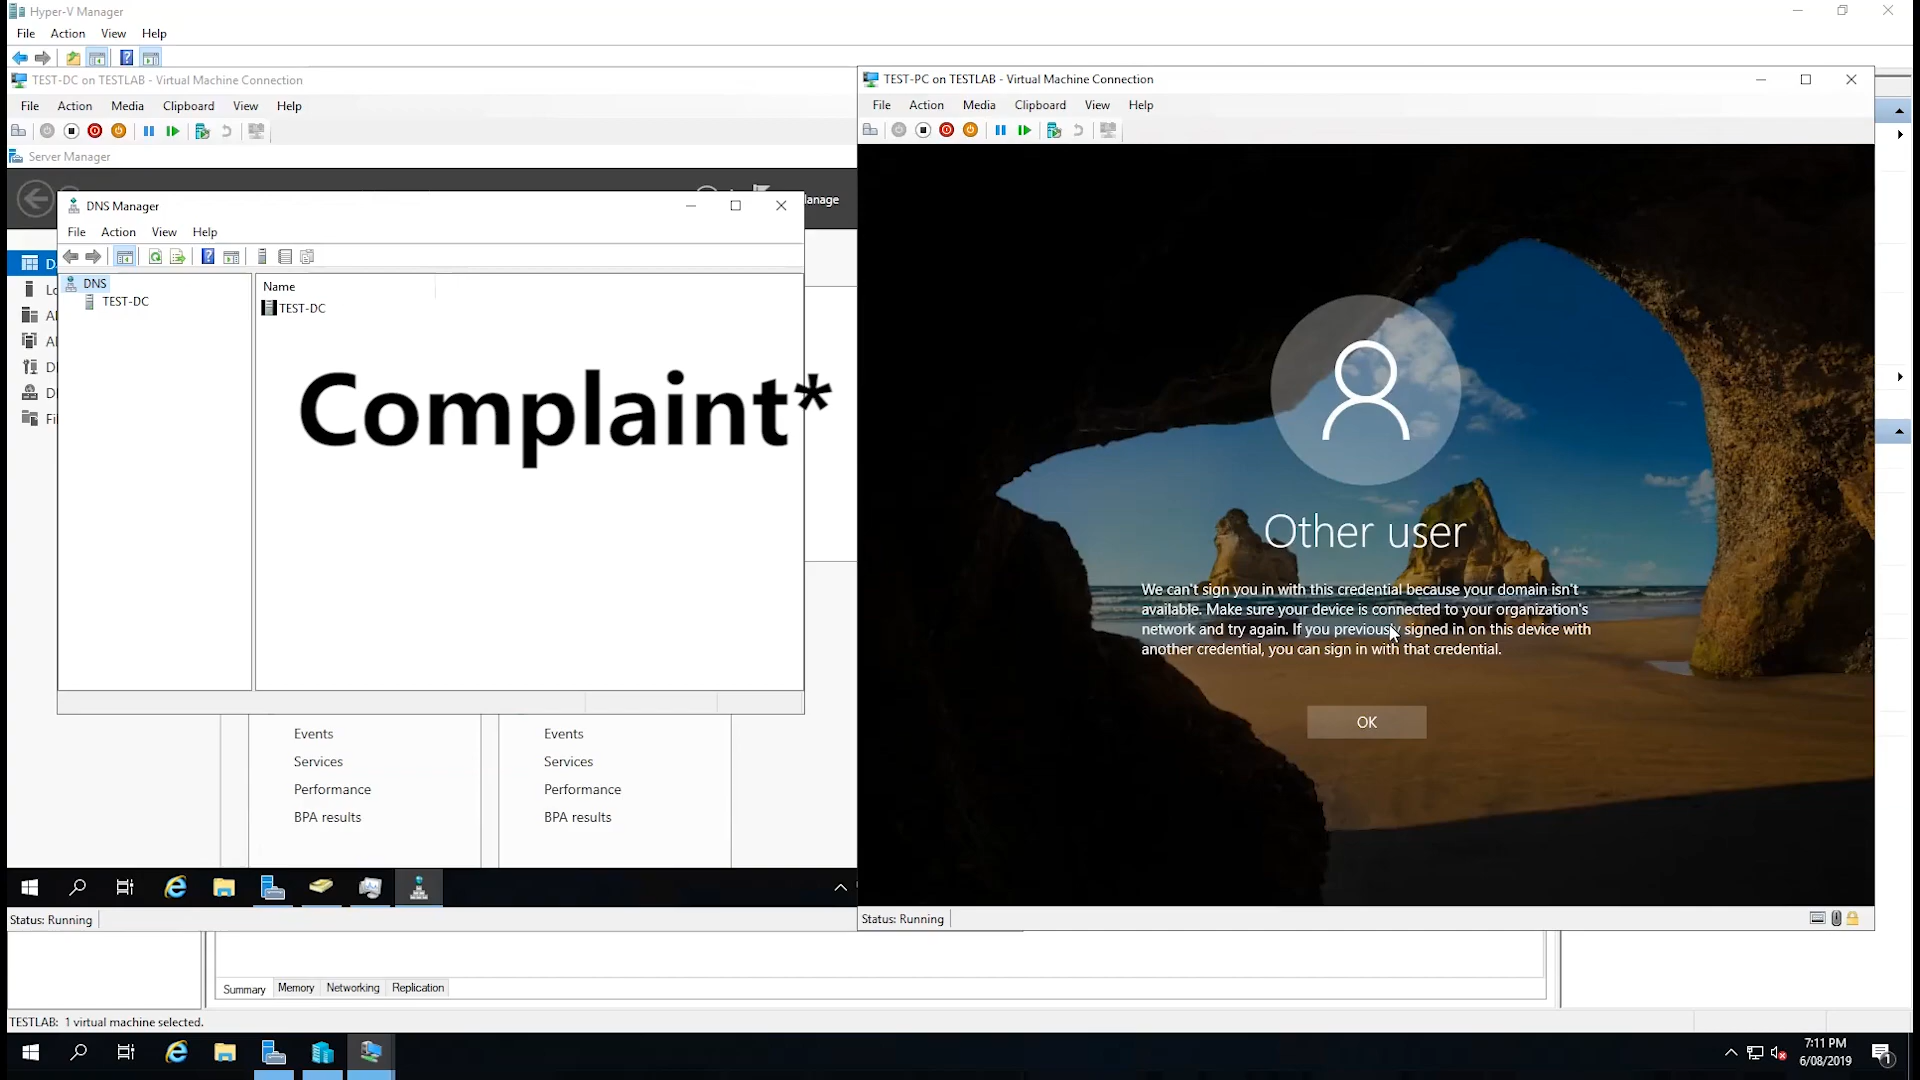 Hyper-V Manager
File Action View Help
TEST-DC on TESTLAB - Virtual Machine Connection
File Action Media Clipboard View Help
Server Manager
anage
DNS Manager
File Action View Help
DNS
TEST-DC
Name
TEST-DC
D
Lo
A
A
D
D
Fi
Complaint*
Events
Services
Performance
BPA results
Events
Services
Performance
BPA results
Status: Running
TEST-PC on TESTLAB - Virtual Machine Connection
File Action Media Clipboard View Help
Other user
We can't sign you in with this credential because your domain isn't
available. Make sure your device is connected to your organization's
network and try again. If you previously signed in on this device with
another credential, you can sign in with that credential.
OK
Status: Running
Summary Memory Networking Replication
TESTLAB: 1 virtual machine selected.
7:11 PM
6/08/2019
1